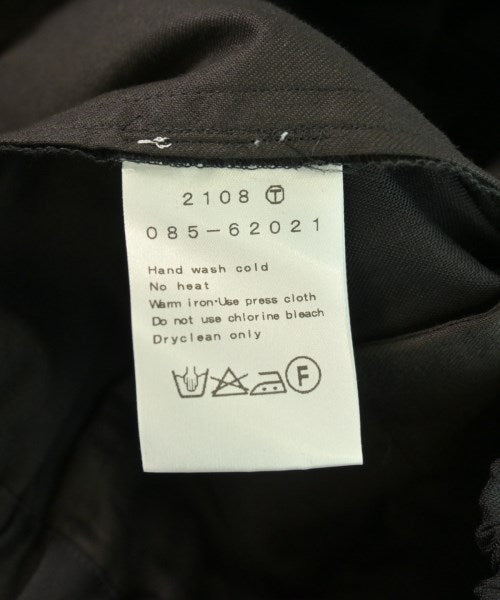 2108 Ⓣ
085-62021
Hand wash cold
No heat
Warm iron·Use press cloth
Do not use chlorine bleach
Dryclean only
F